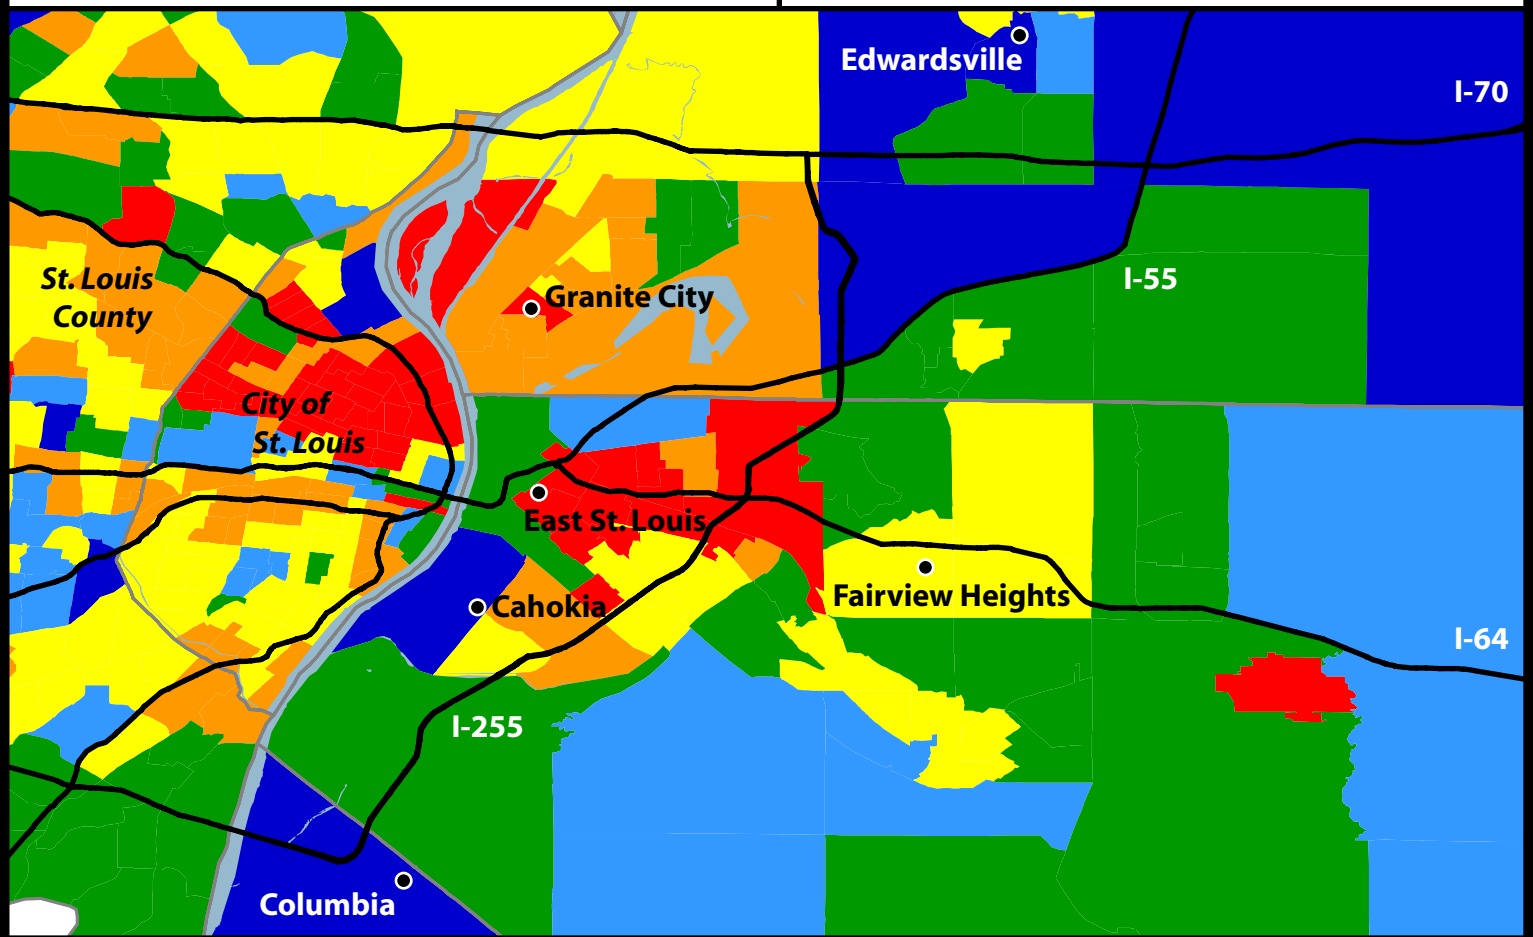 Edwardsville
I-70
St. Louis
County
I-55
Granite City
City of
St. Louis
East St. Louis
Fairview Heights
Cahokia
I-64
I-255
Columbia